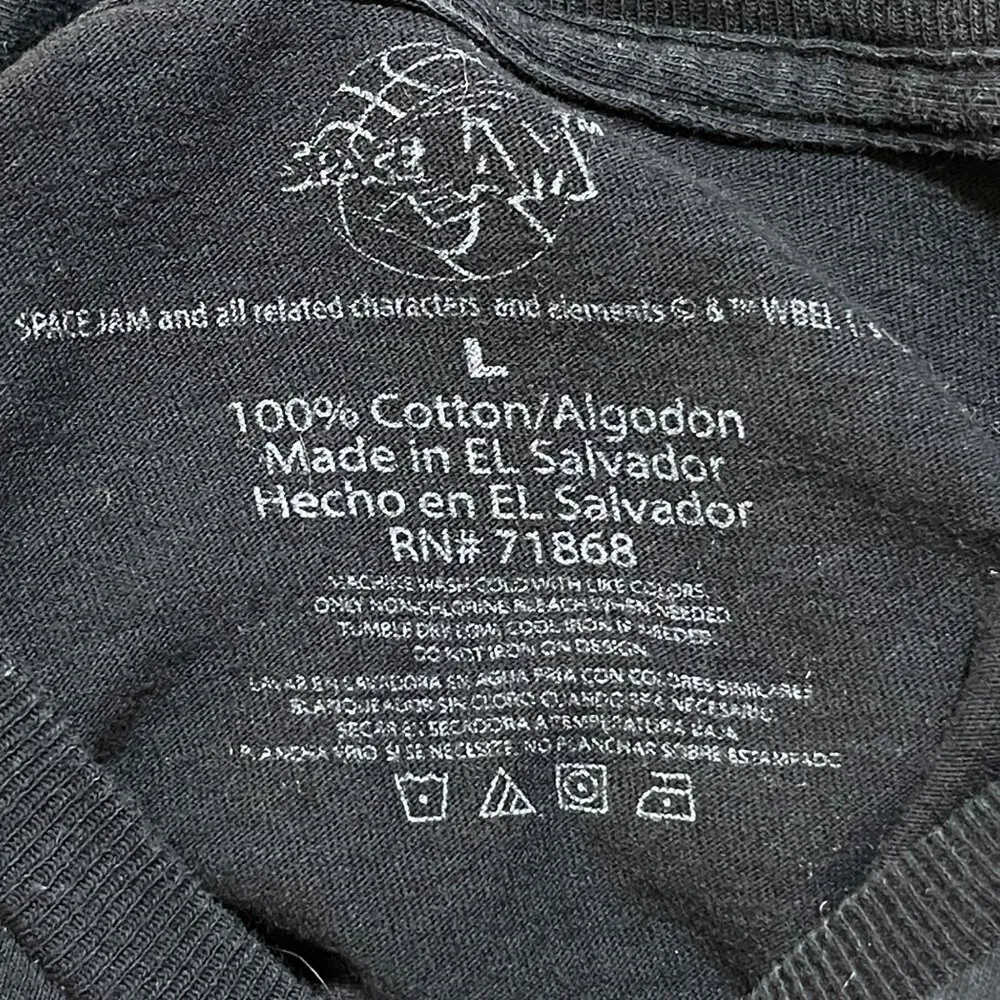 SPACE JAM
SPACE JAM and all related characters and elements © & ™ WBEI.
L
100% Cotton/Algodon
Made in EL Salvador
Hecho en EL Salvador
RN# 71868
MACHINE WASH COLD WITH LIKE COLORS.
ONLY NON-CHLORINE BLEACH WHEN NEEDED.
TUMBLE DRY LOW. COOL IRON IF NEEDED.
DO NOT IRON ON DESIGN.
LAVAR EN LAVADORA EN AGUA FRIA CON COLORES SIMILARES
BLANQUEADOR SIN CLORO CUANDO SEA NECESARIO.
SECAR EN SECADORA A TEMPERATURA BAJA
PLANCHA FRIO SI SE NECESITE. NO PLANCHAR SOBRE ESTAMPADO